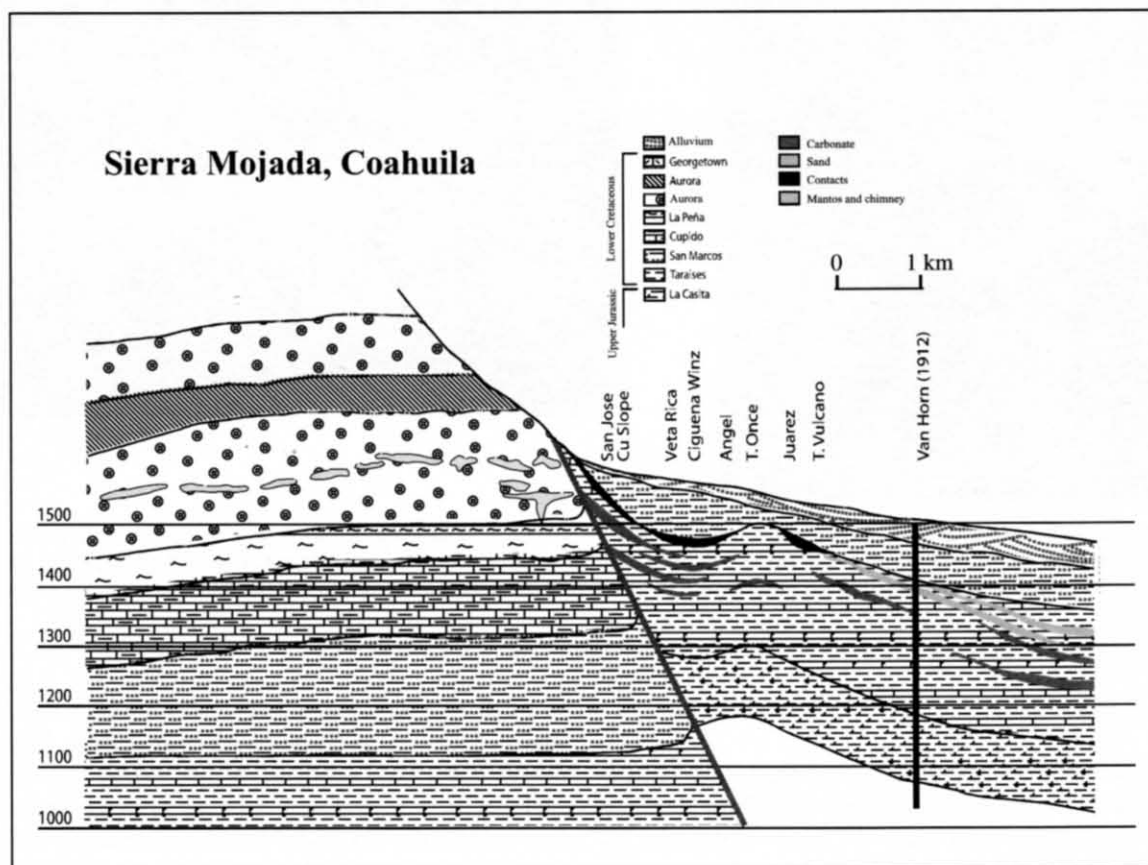 Sierra Mojada, Coahuila
Lower Cretaceous
Upper Jurassic
Alluvium
Georgetown
Aurora
Aurora
La Peña
Cupido
San Marcos
Taraises
La Casita
Carbonate
Sand
Contacts
Mantos and chimney
0 1 km
San Jose
Cu Slope
Veta Rica
Ciguena Winz
Angel
T. Once
Juarez
T. Vulcano
Van Horn (1912)
1500
1400
1300
1200
1100
1000